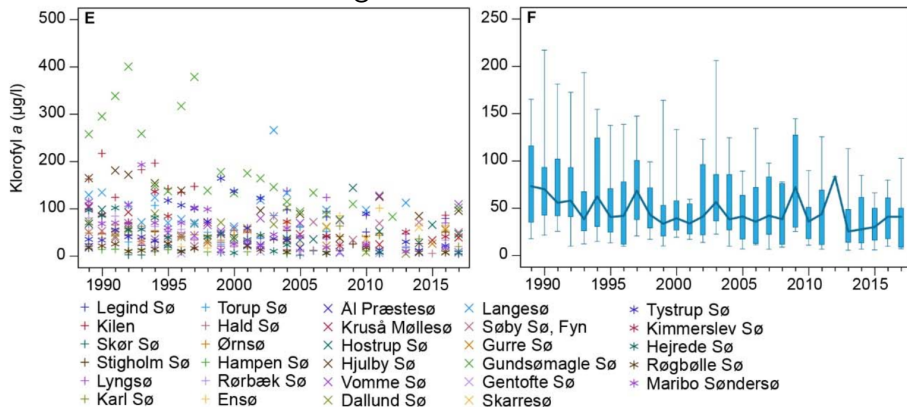 E
F
Klorofyl a (µg/l)
500
400
300
200
100
0
250
200
150
100
50
0
1990 1995 2000 2005 2010 2015
1990 1995 2000 2005 2010 2015
Legind Sø Torup Sø Al Præstesø Langesø Tystrup Sø
Kilen Hald Sø Kruså Møllesø Søby Sø, Fyn Kimmerslev Sø
Skør Sø Ørnsø Hostrup Sø Gurre Sø Hejrede Sø
Stigholm Sø Hampen Sø Hjulby Sø Gundsømagle Sø Røgbølle Sø
Lyngsø Rørbæk Sø Vomme Sø Gentofte Sø Maribo Søndersø
Karl Sø Ensø Dallund Sø Skarresø